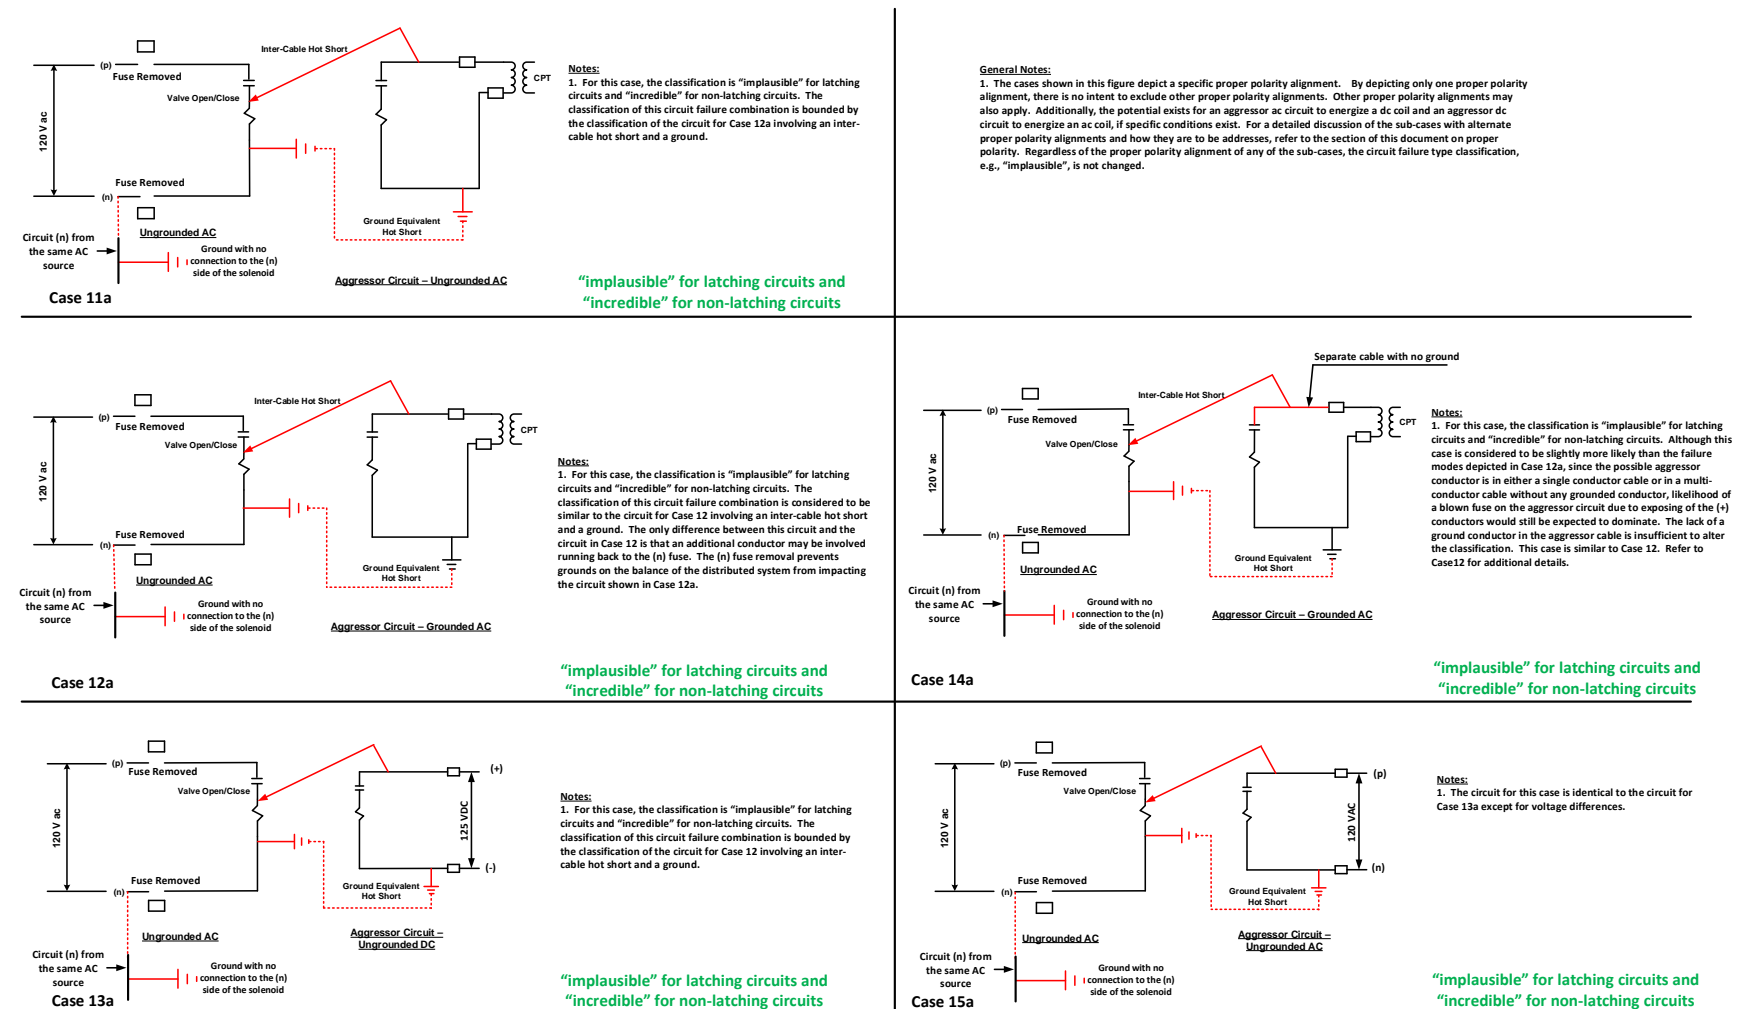 Inter-Cable Hot Short
(p)
Fuse Removed
CPT
Valve Open/Close
120 V ac
Fuse Removed
(n)
Ground Equivalent
Hot Short
Ungrounded AC
Circuit (n) from
the same AC
source
Ground with no
connection to the (n)
side of the solenoid
Aggressor Circuit – Ungrounded AC
Case 11a
Notes:
1. For this case, the classification is “implausible” for latching
circuits and “incredible” for non-latching circuits. The
classification of this circuit failure combination is bounded by
the classification of the circuit for Case 12a involving an inter-
cable hot short and a ground.
“implausible” for latching circuits and
“incredible” for non-latching circuits
General Notes:
1. The cases shown in this figure depict a specific proper polarity alignment. By depicting only one proper polarity
alignment, there is no intent to exclude other proper polarity alignments. Other proper polarity alignments may
also apply. Additionally, the potential exists for an aggressor ac circuit to energize a dc coil and an aggressor dc
circuit to energize an ac coil, if specific conditions exist. For a detailed discussion of the sub-cases with alternate
proper polarity alignments and how they are to be addresses, refer to the section of this document on proper
polarity. Regardless of the proper polarity alignment of any of the sub-cases, the circuit failure type classification,
e.g., “implausible”, is not changed.
Inter-Cable Hot Short
(p)
Fuse Removed
CPT
Valve Open/Close
120 V ac
Fuse Removed
(n)
Ground Equivalent
Hot Short
Ungrounded AC
Circuit (n) from
the same AC
source
Ground with no
connection to the (n)
side of the solenoid
Aggressor Circuit – Grounded AC
Case 12a
Notes:
1. For this case, the classification is “implausible” for latching
circuits and “incredible” for non-latching circuits. The
classification of this circuit failure combination is considered to be
similar to the circuit for Case 12 involving an inter-cable hot short
and a ground. The only difference between this circuit and the
circuit in Case 12 is that an additional conductor may be involved
running back to the (n) fuse. The (n) fuse removal prevents
grounds on the balance of the distributed system from impacting
the circuit shown in Case 12a.
“implausible” for latching circuits and
“incredible” for non-latching circuits
Separate cable with no ground
Inter-Cable Hot Short
(p)
Fuse Removed
CPT
Valve Open/Close
120 V ac
Fuse Removed
(n)
Ground Equivalent
Hot Short
Ungrounded AC
Circuit (n) from
the same AC
source
Ground with no
connection to the (n)
side of the solenoid
Aggressor Circuit – Grounded AC
Case 14a
Notes:
1. For this case, the classification is “implausible” for latching
circuits and “incredible” for non-latching circuits. Although this
case is considered to be slightly more likely than the failure
modes depicted in Case 12a, since the possible aggressor
conductor is in either a single conductor cable or in a multi-
conductor cable without any grounded conductor, likelihood of
a blown fuse on the aggressor circuit due to exposing of the (+)
conductors would still be expected to dominate. The lack of a
ground conductor in the aggressor cable is insufficient to alter
the classification. This case is similar to Case 12. Refer to
Case12 for additional details.
“implausible” for latching circuits and
“incredible” for non-latching circuits
(p)
Fuse Removed
(+)
Valve Open/Close
120 V ac
125 VDC
Fuse Removed
(n)
(-)
Ground Equivalent
Hot Short
Ungrounded AC
Aggressor Circuit –
Ungrounded DC
Circuit (n) from
the same AC
source
Ground with no
connection to the (n)
side of the solenoid
Case 13a
Notes:
1. For this case, the classification is “implausible” for latching
circuits and “incredible” for non-latching circuits. The
classification of this circuit failure combination is bounded by
the classification of the circuit for Case 12 involving an inter-
cable hot short and a ground.
“implausible” for latching circuits and
“incredible” for non-latching circuits
(p)
Fuse Removed
(p)
Valve Open/Close
120 V ac
120 VAC
Fuse Removed
(n)
(n)
Ground Equivalent
Hot Short
Ungrounded AC
Aggressor Circuit –
Ungrounded AC
Circuit (n) from
the same AC
source
Ground with no
connection to the (n)
side of the solenoid
Case 15a
Notes:
1. The circuit for this case is identical to the circuit for
Case 13a except for voltage differences.
“implausible” for latching circuits and
“incredible” for non-latching circuits